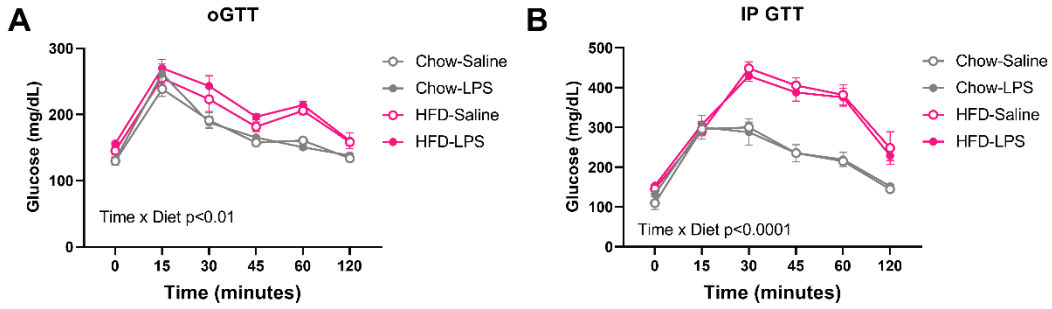 A
oGTT
Glucose (mg/dL)
300
200
100
0
Time x Diet p<0.01
0 15 30 45 60 120
Time (minutes)
Chow-Saline
Chow-LPS
HFD-Saline
HFD-LPS
B
IP GTT
Glucose (mg/dL)
500
400
300
200
100
0
Time x Diet p<0.0001
0 15 30 45 60 120
Time (minutes)
Chow-Saline
Chow-LPS
HFD-Saline
HFD-LPS